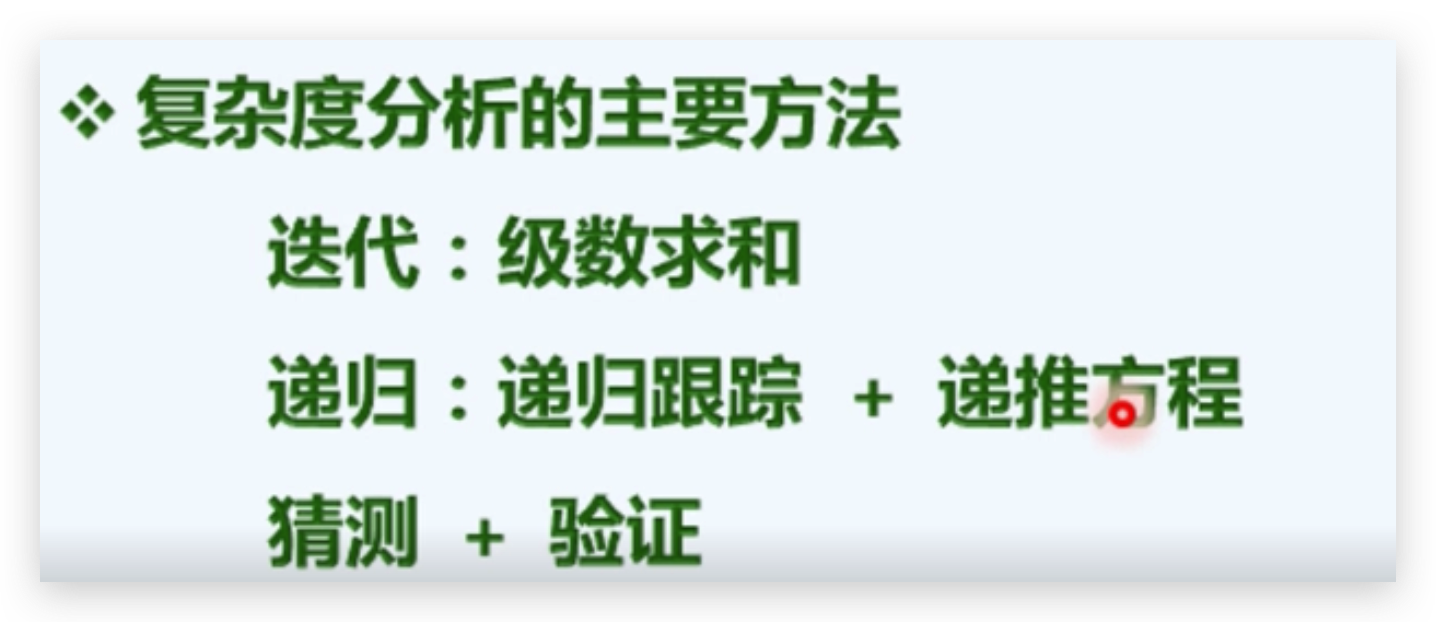 ❖ 复杂度分析的主要方法
迭代：级数求和
递归：递归跟踪 + 递推方程
猜测 + 验证